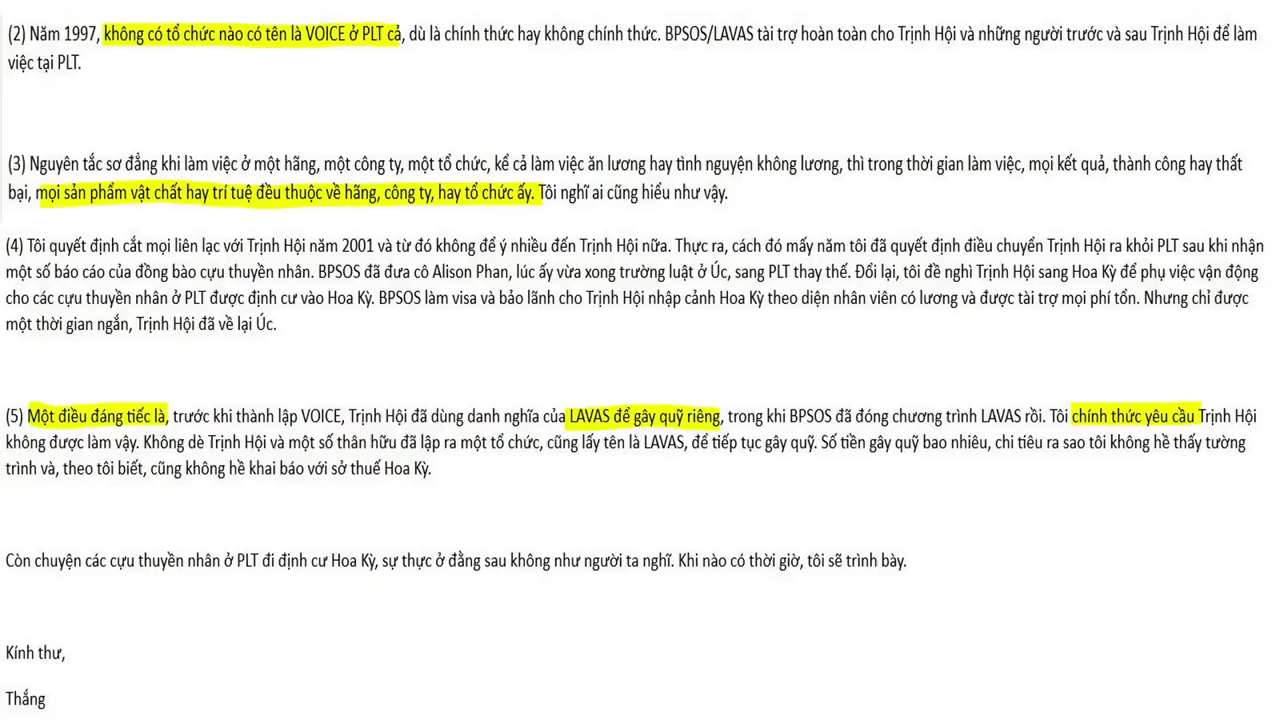 (2) Năm 1997, không có tổ chức nào có tên là VOICE ở PLT cả, dù là chính thức hay không chính thức. BPSOS/LAVAS tài trợ hoàn toàn cho Trịnh Hội và những người trước và sau Trịnh Hội để làm
việc tại PLT.
(3) Nguyên tắc sơ đẳng khi làm việc ở một hãng, một công ty, một tổ chức, kể cả làm việc ăn lương hay tình nguyện không lương, thì trong thời gian làm việc, mọi kết quả, thành công hay thất
bại, mọi sản phẩm vật chất hay trí tuệ đều thuộc về hãng, công ty, hay tổ chức ấy. Tôi nghĩ ai cũng hiểu như vậy.
(4) Tôi quyết định cắt mọi liên lạc với Trịnh Hội năm 2001 và từ đó không để ý nhiều đến Trịnh Hội nữa. Thực ra, cách đó mấy năm tôi đã quyết định điều chuyển Trịnh Hội ra khỏi PLT sau khi nhận
một số báo cáo của đồng bào cựu thuyền nhân. BPSOS đã đưa cô Alison Phan, lúc ấy vừa xong trường luật ở Úc, sang PLT thay thế. Đổi lại, tôi đề nghị Trịnh Hội sang Hoa Kỳ để phụ việc vận động
cho các cựu thuyền nhân ở PLT được định cư vào Hoa Kỳ. BPSOS làm visa và bảo lãnh cho Trịnh Hội nhập cảnh Hoa Kỳ theo diện nhân viên có lương và được tài trợ mọi phí tổn. Nhưng chỉ được
một thời gian ngắn, Trịnh Hội đã về lại Úc.
(5) Một điều đáng tiếc là, trước khi thành lập VOICE, Trịnh Hội đã dùng danh nghĩa của LAVAS để gây quỹ riêng, trong khi BPSOS đã đóng chương trình LAVAS rồi. Tôi chính thức yêu cầu Trịnh Hội
không được làm vậy. Không dè Trịnh Hội và một số thân hữu đã lập ra một tổ chức, cũng lấy tên là LAVAS, để tiếp tục gây quỹ. Số tiền gây quỹ bao nhiêu, chi tiêu ra sao tôi không hề thấy tường
trình và, theo tôi biết, cũng không hề khai báo với sở thuế Hoa Kỳ.
Còn chuyện các cựu thuyền nhân ở PLT đi định cư Hoa Kỳ, sự thực ở đằng sau không như người ta nghĩ. Khi nào có thời giờ, tôi sẽ trình bày.
Kính thư,
Thắng